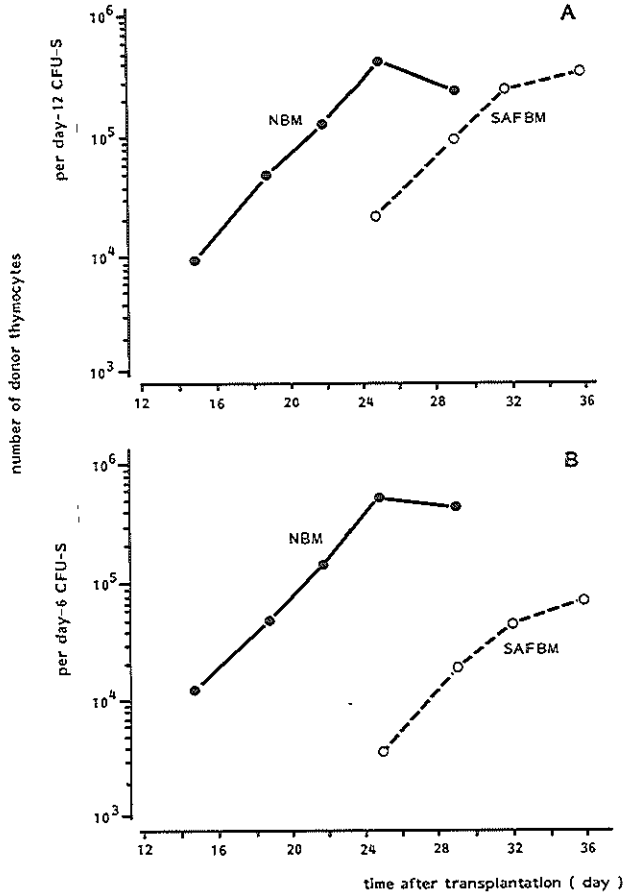 A
10⁶
10⁵
10⁴
10³
per day-12 CFU-S
NBM
SAFBM
12 16 20 24 28 32 36
number of donor thymocytes
B
10⁶
10⁵
10⁴
10³
per day-6 CFU-S
NBM
SAFBM
12 16 20 24 28 32 36
time after transplantation ( day )